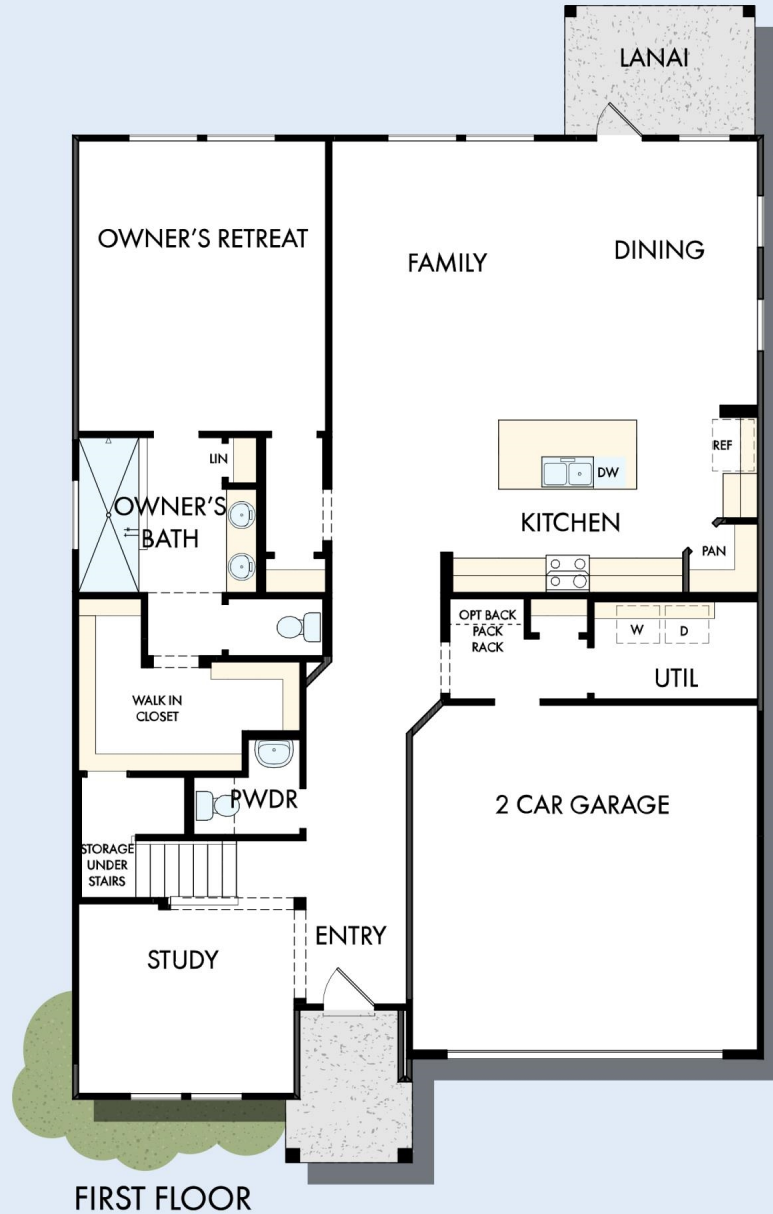 LANAI
OWNER'S RETREAT
FAMILY
DINING
LIN
REF
DW
OWNER'S
BATH
KITCHEN
PAN
OPT BACK
PACK
RACK
W
D
UTIL
WALK IN
CLOSET
PWDR
2 CAR GARAGE
STORAGE
UNDER
STAIRS
ENTRY
STUDY
FIRST FLOOR